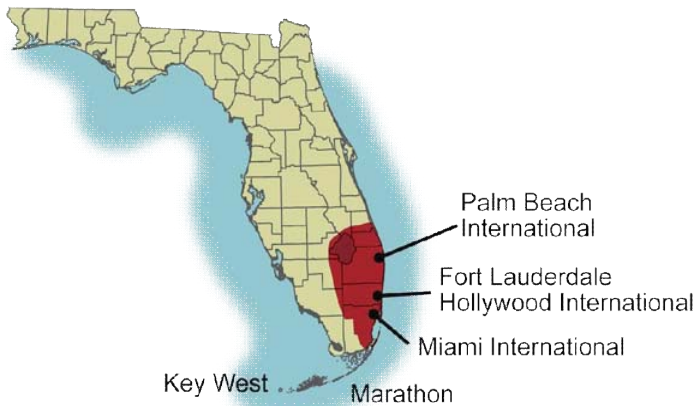 Palm Beach
International
Fort Lauderdale
Hollywood International
Miami International
Key West
Marathon